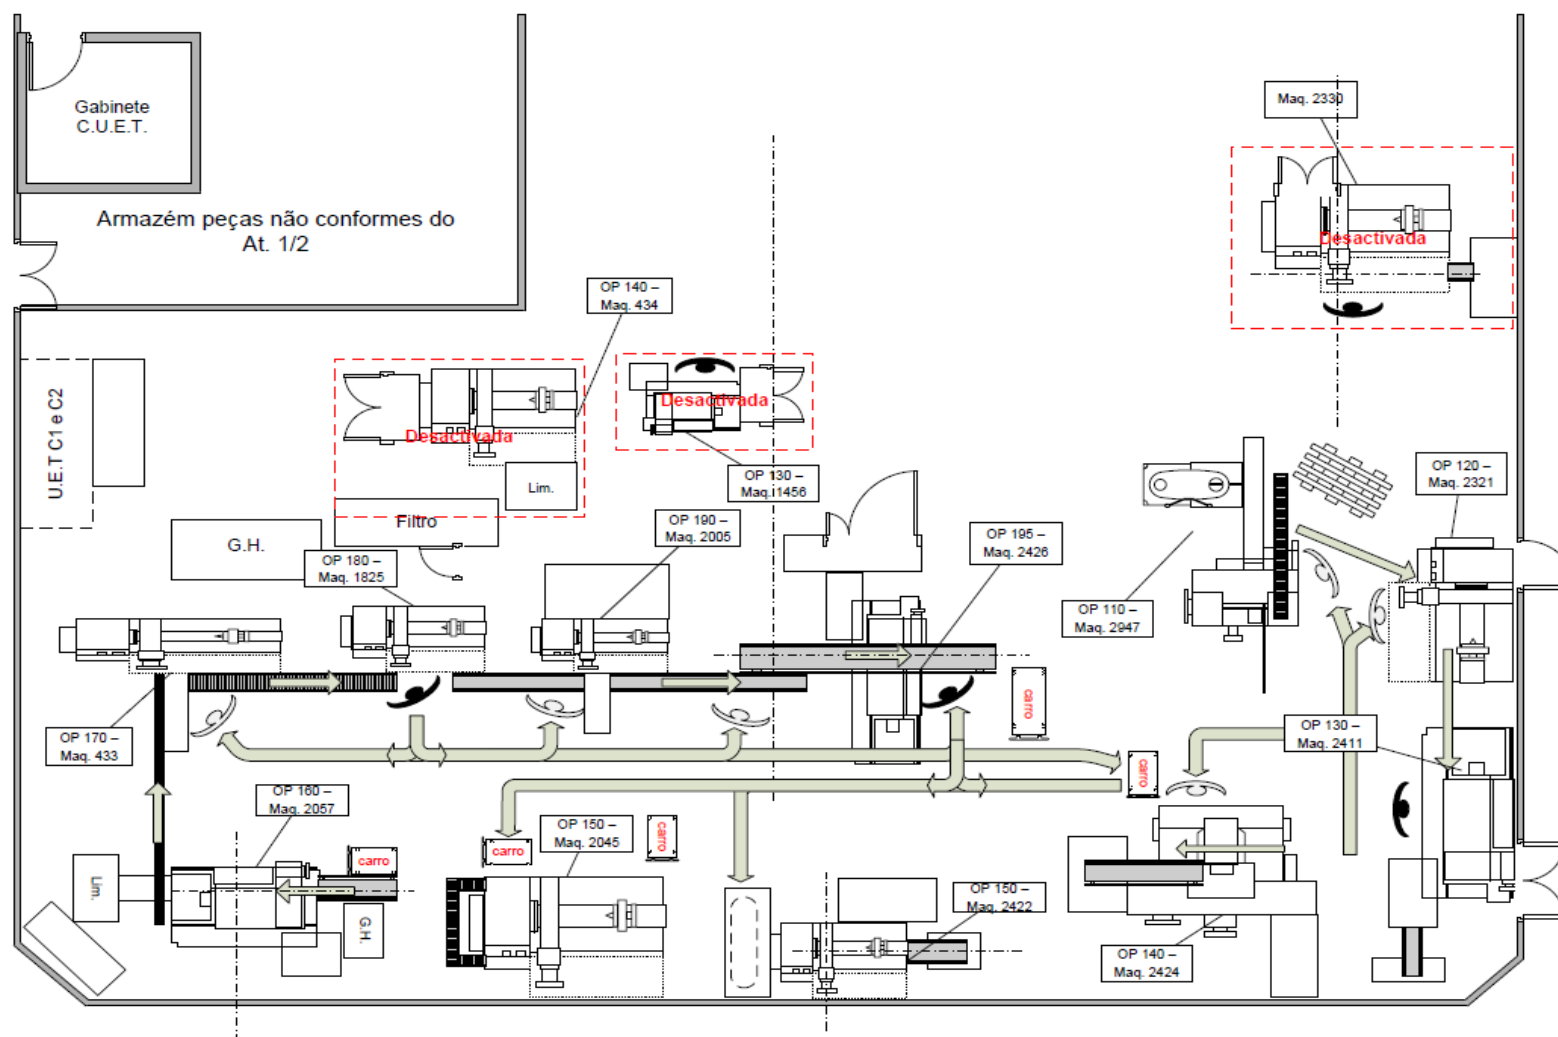 Gabinete
C.U.E.T.
Armazém peças não conformes do
At. 1/2
Maq. 2330
Desactivada
OP 140 –
Maq. 434
Desactivada
Lim.
Desactivada
OP 130 –
Maq. 1456
U.E.T C1 e C2
G.H.
Filtro
OP 180 –
Maq. 1825
OP 190 –
Maq. 2005
OP 195 –
Maq. 2426
OP 120 –
Maq. 2321
OP 110 –
Maq. 2947
OP 170 –
Maq. 433
carro
OP 130 –
Maq. 2411
carro
OP 160 –
Maq. 2057
OP 150 –
Maq. 2045
carro
carro
carro
Lim.
G.H.
OP 150 –
Maq. 2422
OP 140 –
Maq. 2424